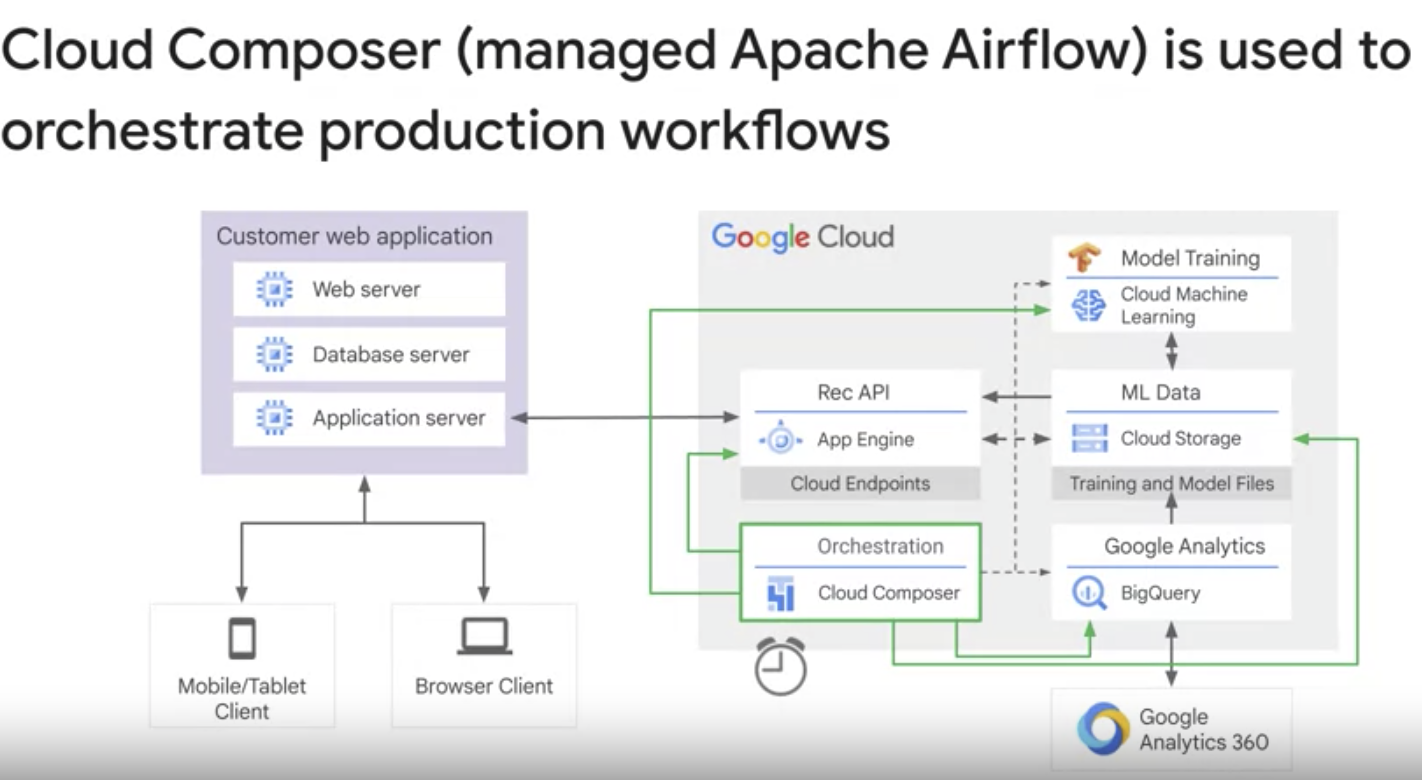 Cloud Composer (managed Apache Airflow) is used to
orchestrate production workflows
Customer web application
Web server
Database server
Application server
Mobile/Tablet
Client
Browser Client
Google Cloud
Model Training
Cloud Machine
Learning
Rec API
App Engine
Cloud Endpoints
ML Data
Cloud Storage
Training and Model Files
Orchestration
Cloud Composer
Google Analytics
BigQuery
Google
Analytics 360